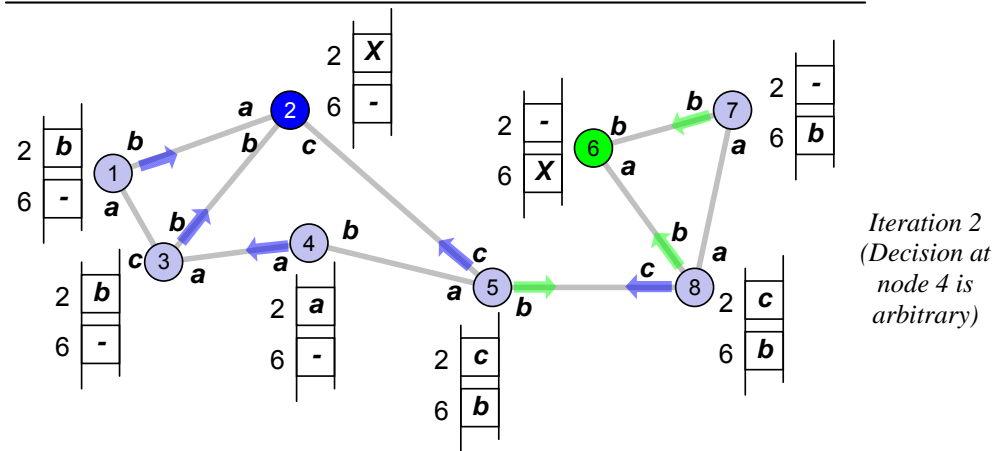 2 X
6 -
a 2
b
c
2 b
6 -
b
1
a
b
c 3
a
2 b
6 -
4 b
a
2 a
6 -
c
a 5
b
2 c
6 b
2 -
6 X
b
6
a
b 7
a
2 -
6 b
b
a
c
8
2 c
6 b
Iteration 2
(Decision at
node 4 is
arbitrary)